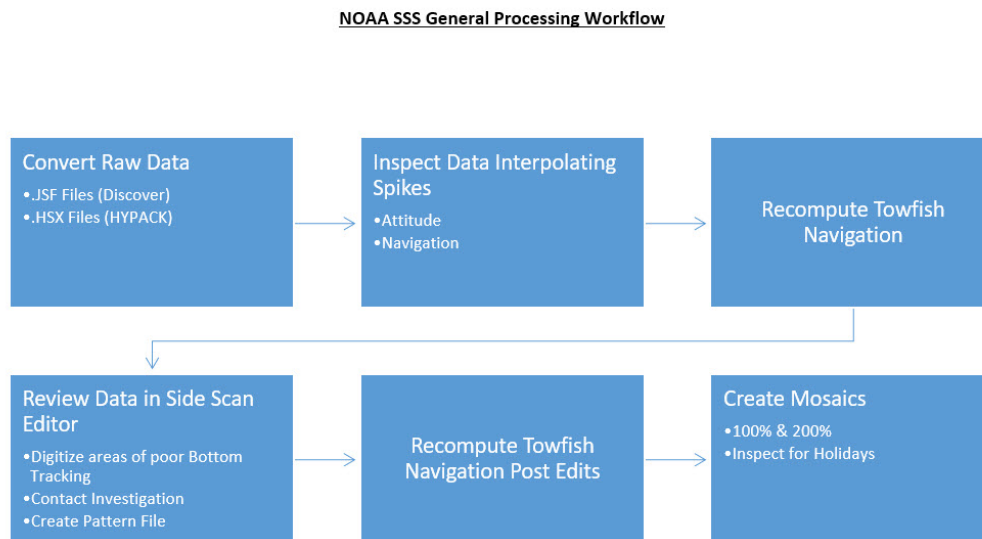 NOAA SSS General Processing Workflow
Convert Raw Data
•.JSF Files (Discover)
•.HSX Files (HYPACK)
Inspect Data Interpolating
Spikes
•Attitude
•Navigation
Recompute Towfish
Navigation
Review Data in Side Scan
Editor
•Digitize areas of poor Bottom
Tracking
•Contact Investigation
•Create Pattern File
Recompute Towfish
Navigation Post Edits
Create Mosaics
•100% & 200%
•Inspect for Holidays